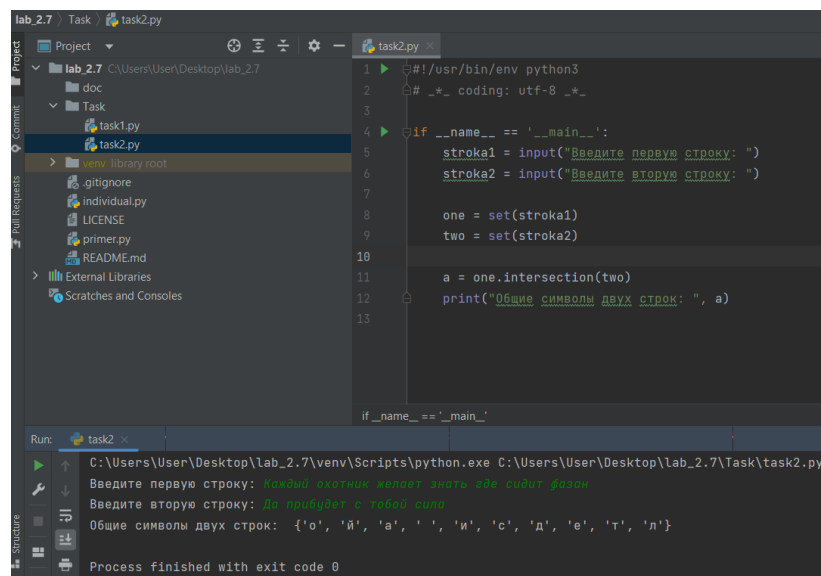 lab_2.7 〉 Task 〉 task2.py
Project
task2.py ×
Project
Commit
Pull Requests
Structure
lab_2.7 C:\Users\User\Desktop\lab_2.7
doc
Task
task1.py
task2.py
venv library root
.gitignore
individual.py
LICENSE
primer.py
README.md
External Libraries
Scratches and Consoles
1 #!/usr/bin/env python3
2 # _*_ coding: utf-8 _*_
3
4 if __name__ == '__main__':
5 stroka1 = input("Введите первую строку: ")
6 stroka2 = input("Введите вторую строку: ")
7
8 one = set(stroka1)
9 two = set(stroka2)
10
11 a = one.intersection(two)
12 print("Общие символы двух строк: ", a)
13
if __name__ == '__main__'
Run: task2 ×
C:\Users\User\Desktop\lab_2.7\venv\Scripts\python.exe C:\Users\User\Desktop\lab_2.7\Task\task2.py
Введите первую строку: Каждый охотник желает знать где сидит фазан
Введите вторую строку: Да прибудет с тобой сила
Общие символы двух строк:  {'о', 'й', 'а', ' ', 'и', 'с', 'д', 'е', 'т', 'л'}
Process finished with exit code 0